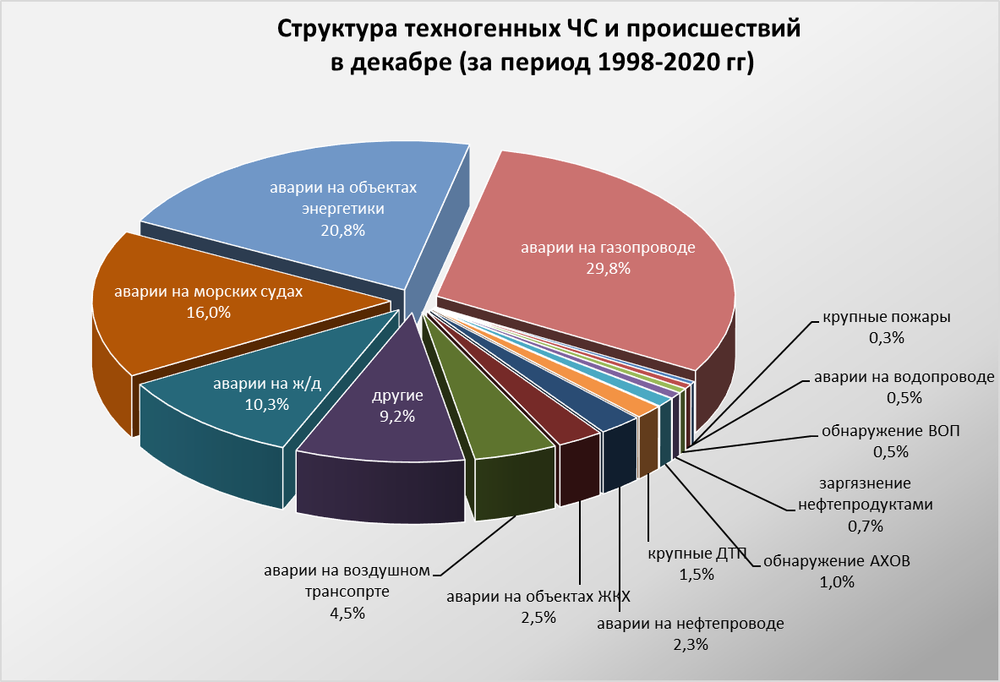 Структура техногенных ЧС и происшествий
в декабре (за период 1998-2020 гг)
аварии на объектах
энергетики
20,8%
аварии на газопроводе
29,8%
аварии на морских судах
16,0%
аварии на ж/д
10,3%
другие
9,2%
крупные пожары
0,3%
аварии на водопроводе
0,5%
обнаружение ВОП
0,5%
заргязнение
нефтепродуктами
0,7%
обнаружение АХОВ
1,0%
крупные ДТП
1,5%
аварии на нефтепроводе
2,3%
аварии на объектах ЖКХ
2,5%
аварии на воздушном
трансопрте
4,5%